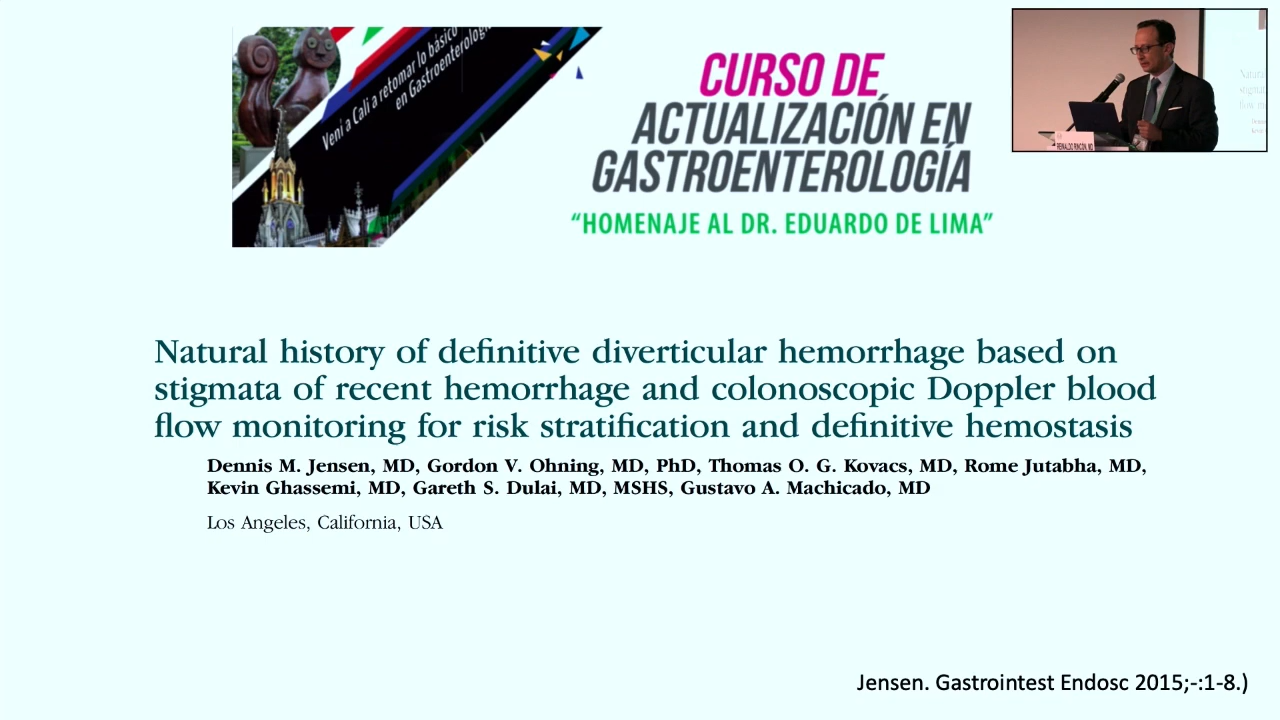 Vení a Cali a retomar lo básico
en Gastroenterología
CURSO DE
ACTUALIZACIÓN EN
GASTROENTEROLOGÍA
“HOMENAJE AL DR. EDUARDO DE LIMA”
REINALDO RINCÓN, MD
Natural history of definitive diverticular hemorrhage based on
stigmata of recent hemorrhage and colonoscopic Doppler blood
flow monitoring for risk stratification and definitive hemostasis
Dennis M. Jensen, MD, Gordon V. Ohning, MD, PhD, Thomas O. G. Kovacs, MD, Rome Jutabha, MD,
Kevin Ghassemi, MD, Gareth S. Dulai, MD, MSHS, Gustavo A. Machicado, MD
Los Angeles, California, USA
Jensen. Gastrointest Endosc 2015;-:1-8.)